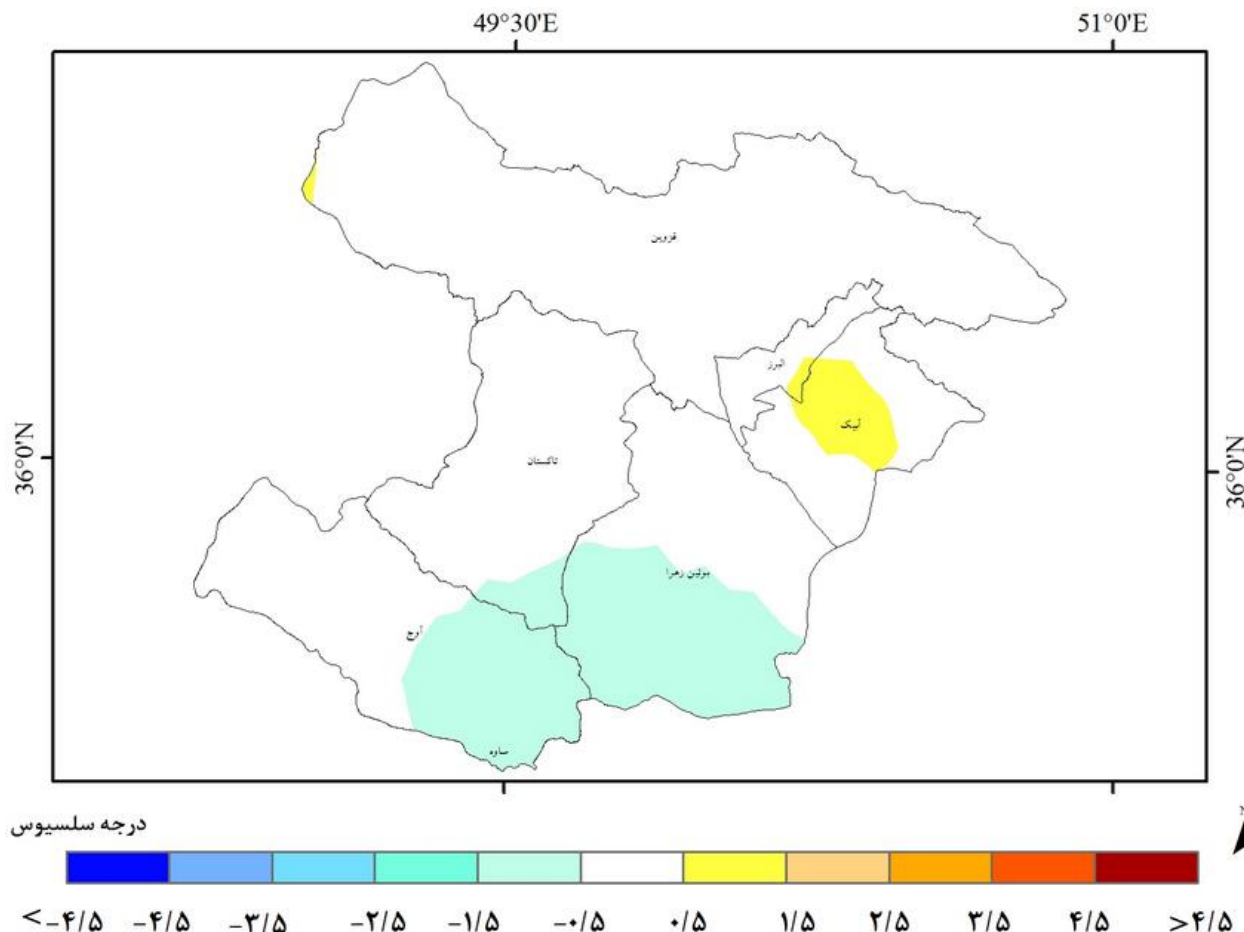 49°30'E
51°0'E
قزوین
البرز
36°0'N
آبیک
تاکستان
36°0'N
بوئین زهرا
آوج
ساوه
درجه سلسیوس
<-۴/۵ -۴/۵ -۳/۵ -۲/۵ -۱/۵ -۰/۵ ۰/۵ ۱/۵ ۲/۵ ۳/۵ ۴/۵ >۴/۵